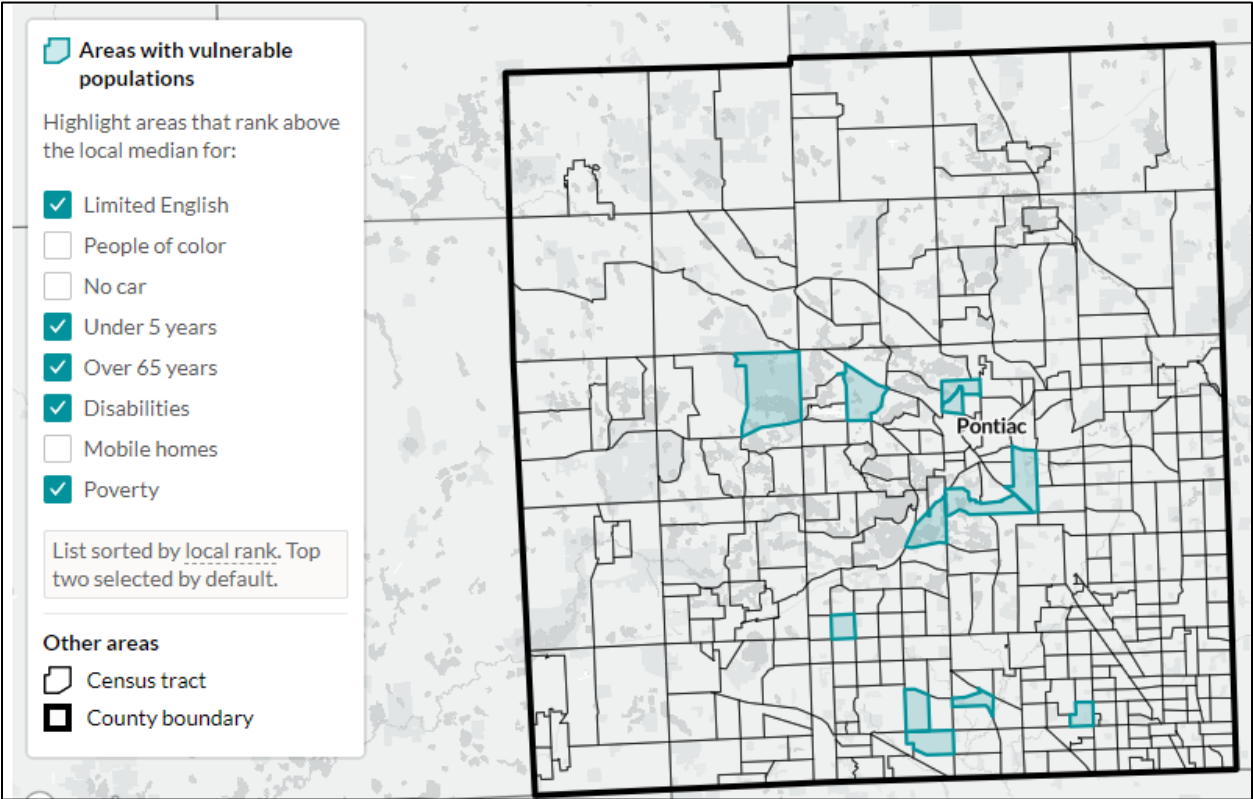 Areas with vulnerable
populations
Highlight areas that rank above
the local median for:
Limited English
People of color
No car
Under 5 years
Over 65 years
Disabilities
Mobile homes
Poverty
List sorted by local rank. Top
two selected by default.
Other areas
Census tract
County boundary
Pontiac